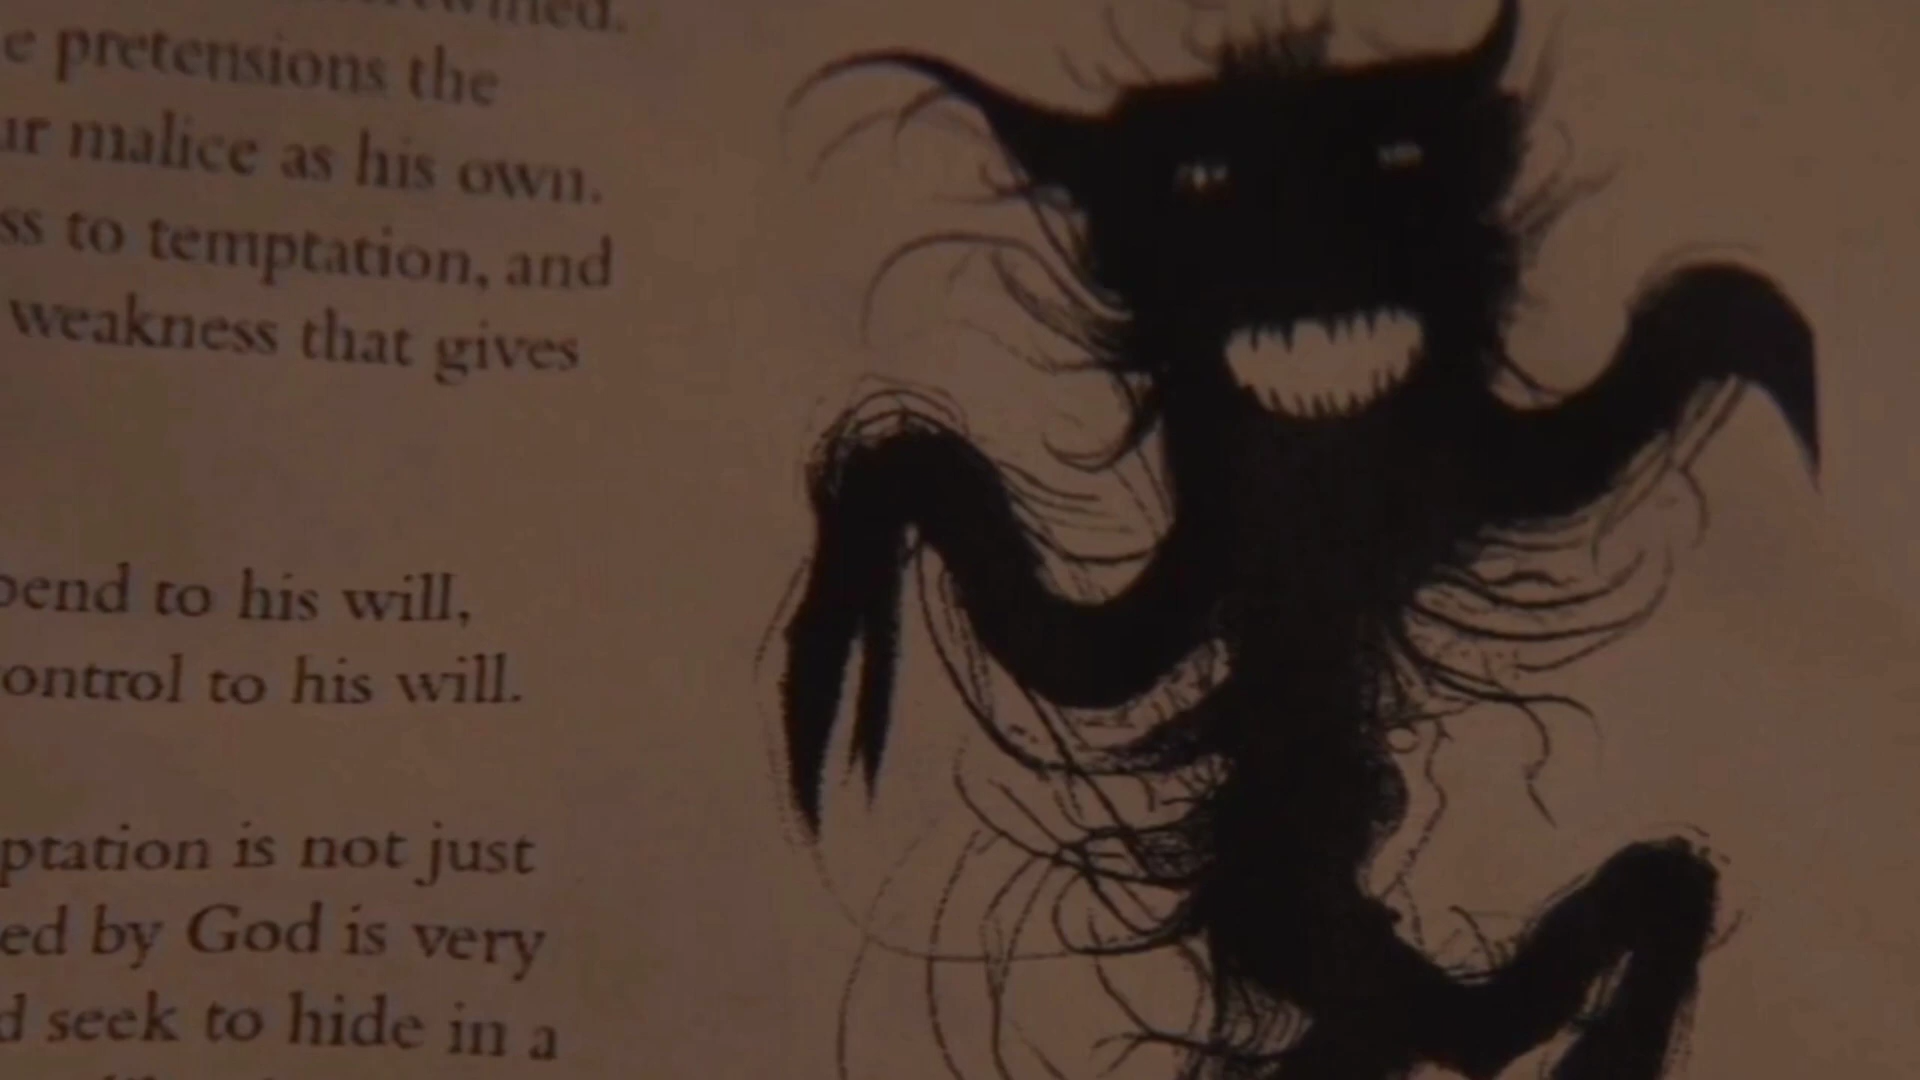 e pretensions the
ur malice as his own.
ss to temptation, and
weakness that gives
bend to his will,
ontrol to his will.
ptation is not just
ed by God is very
d seek to hide in a